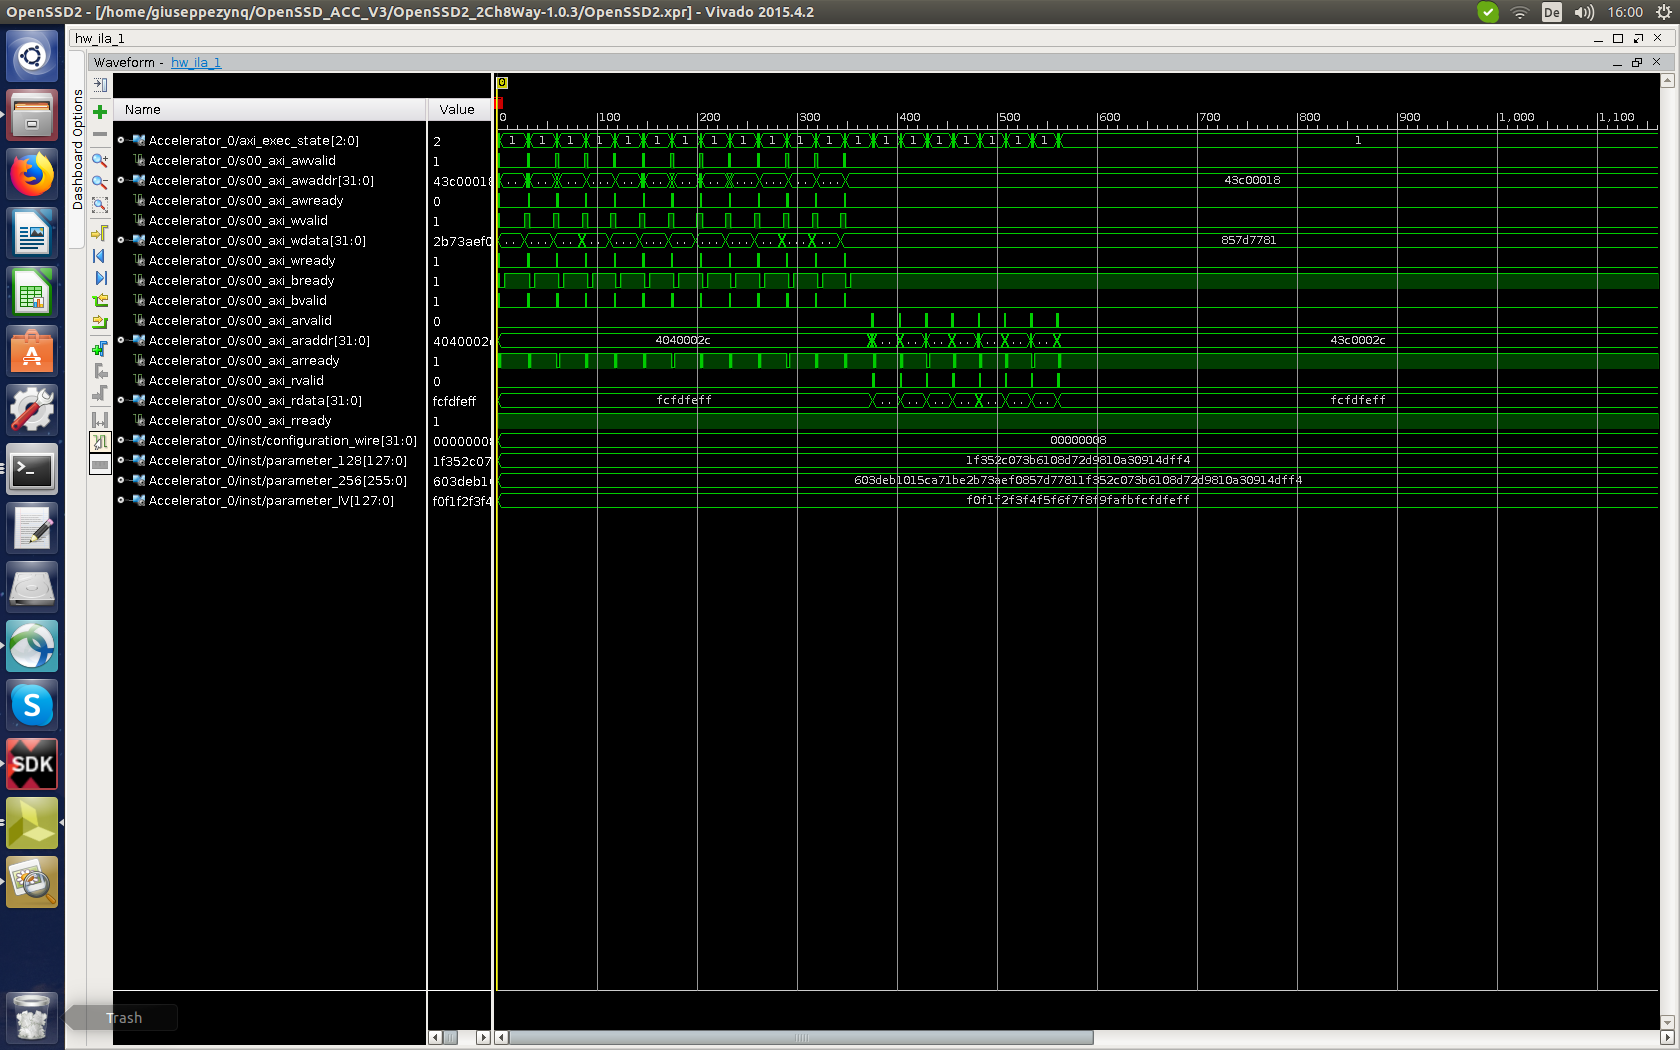 OpenSSD2 - [/home/giuseppezynq/OpenSSD_ACC_V3/OpenSSD2_2Ch8Way-1.0.3/OpenSSD2.xpr] - Vivado 2015.4.2 De 16:00
hw_ila_1
Waveform - hw_ila_1
Dashboard Options
Name Value
0 100 200 300 400 500 600 700 800 900 1,000 1,100
Accelerator_0/axi_exec_state[2:0] 2 1 1 1 1 1 1 1 1 1 1 1 1 1 1 1 1 1 1 1 1 1
Accelerator_0/s00_axi_awvalid 1
Accelerator_0/s00_axi_awaddr[31:0] 43c00018 43c00018
Accelerator_0/s00_axi_awready 0
Accelerator_0/s00_axi_wvalid 1
Accelerator_0/s00_axi_wdata[31:0] 2b73aef0 857d7781
Accelerator_0/s00_axi_wready 1
Accelerator_0/s00_axi_bready 1
Accelerator_0/s00_axi_bvalid 1
Accelerator_0/s00_axi_arvalid 0
Accelerator_0/s00_axi_araddr[31:0] 4040002c 4040002c 43c0002c
Accelerator_0/s00_axi_arready 1
Accelerator_0/s00_axi_rvalid 0
Accelerator_0/s00_axi_rdata[31:0] fcfdfeff fcfdfeff fcfdfeff
Accelerator_0/s00_axi_rready 1
Accelerator_0/inst/configuration_wire[31:0] 00000008 00000008
Accelerator_0/inst/parameter_128[127:0] 1f352c07 1f352c073b6108d72d9810a30914dff4
Accelerator_0/inst/parameter_256[255:0] 603deb1 603deb1015ca71be2b73aef0857d77811f352c073b6108d72d9810a30914dff4
Accelerator_0/inst/parameter_IV[127:0] f0f1f2f3f4 f0f1f2f3f4f5f6f7f8f9fafbfcfdfeff
SDK
Trash